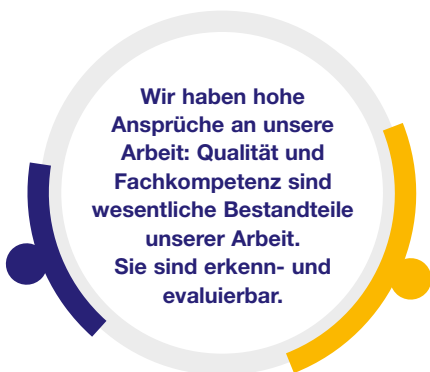 Wir haben hohe
Ansprüche an unsere
Arbeit: Qualität und
Fachkompetenz sind
wesentliche Bestandteile
unserer Arbeit.
Sie sind erkenn- und
evaluierbar.